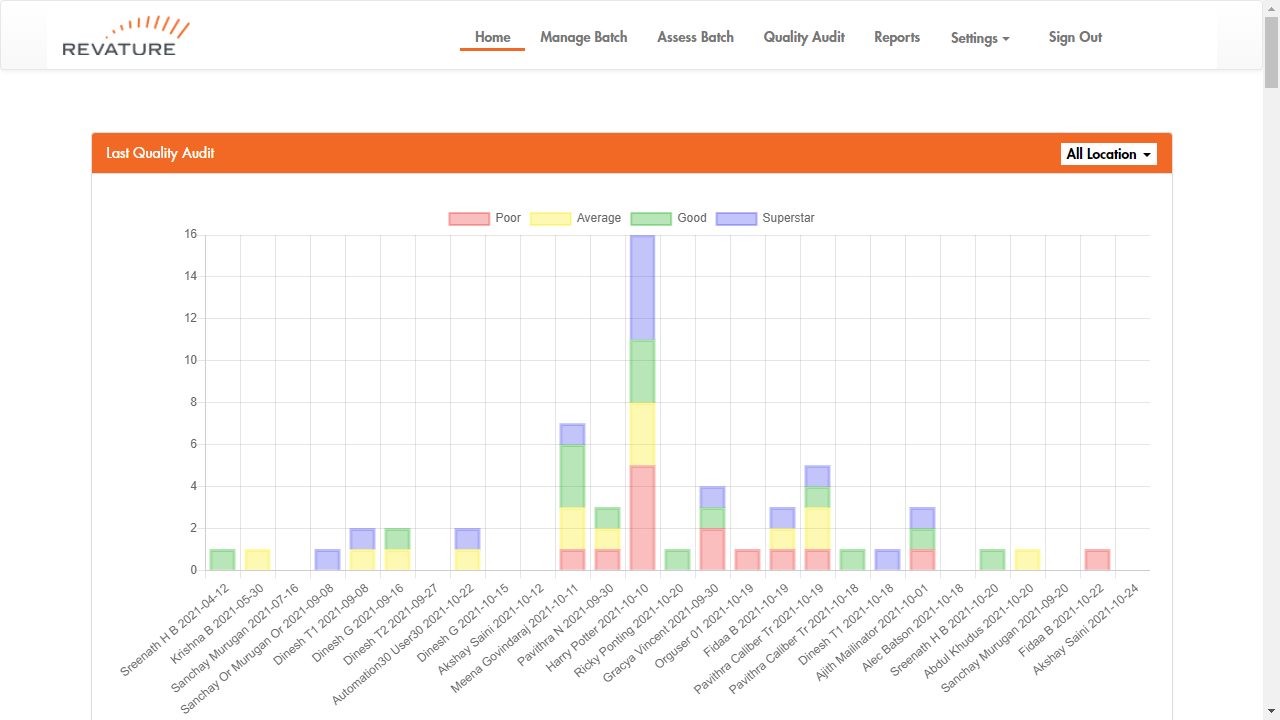 REVATURE
Home Manage Batch Assess Batch Quality Audit Reports Settings Sign Out
Last Quality Audit All Location
Poor Average Good Superstar
16
14
12
10
8
6
4
2
0
Sreenath H B 2021-04-12
Krishna B 2021-05-30
Sanchay Murugan 2021-07-16
Sanchay Or Murugan Or 2021-09-08
Dinesh T1 2021-09-08
Dinesh G 2021-09-16
Dinesh T2 2021-09-27
Automation30 User30 2021-10-22
Dinesh G 2021-10-15
Akshay Saini 2021-10-12
Meena Govindaraj 2021-10-11
Pavithra N 2021-09-30
Harry Potter 2021-10-10
Ricky Ponting 2021-10-20
Gracya Vincent 2021-09-30
Orguser 01 2021-10-19
Fidaa B 2021-10-19
Pavithra Caliber Tr 2021-10-19
Pavithra Caliber Tr 2021-10-18
Dinesh T1 2021-10-18
Ajith Mailinator 2021-10-01
Alec Batson 2021-10-18
Sreenath H B 2021-10-20
Abdul Khudus 2021-10-20
Sanchay Murugan 2021-09-20
Fidaa B 2021-10-22
Akshay Saini 2021-10-24